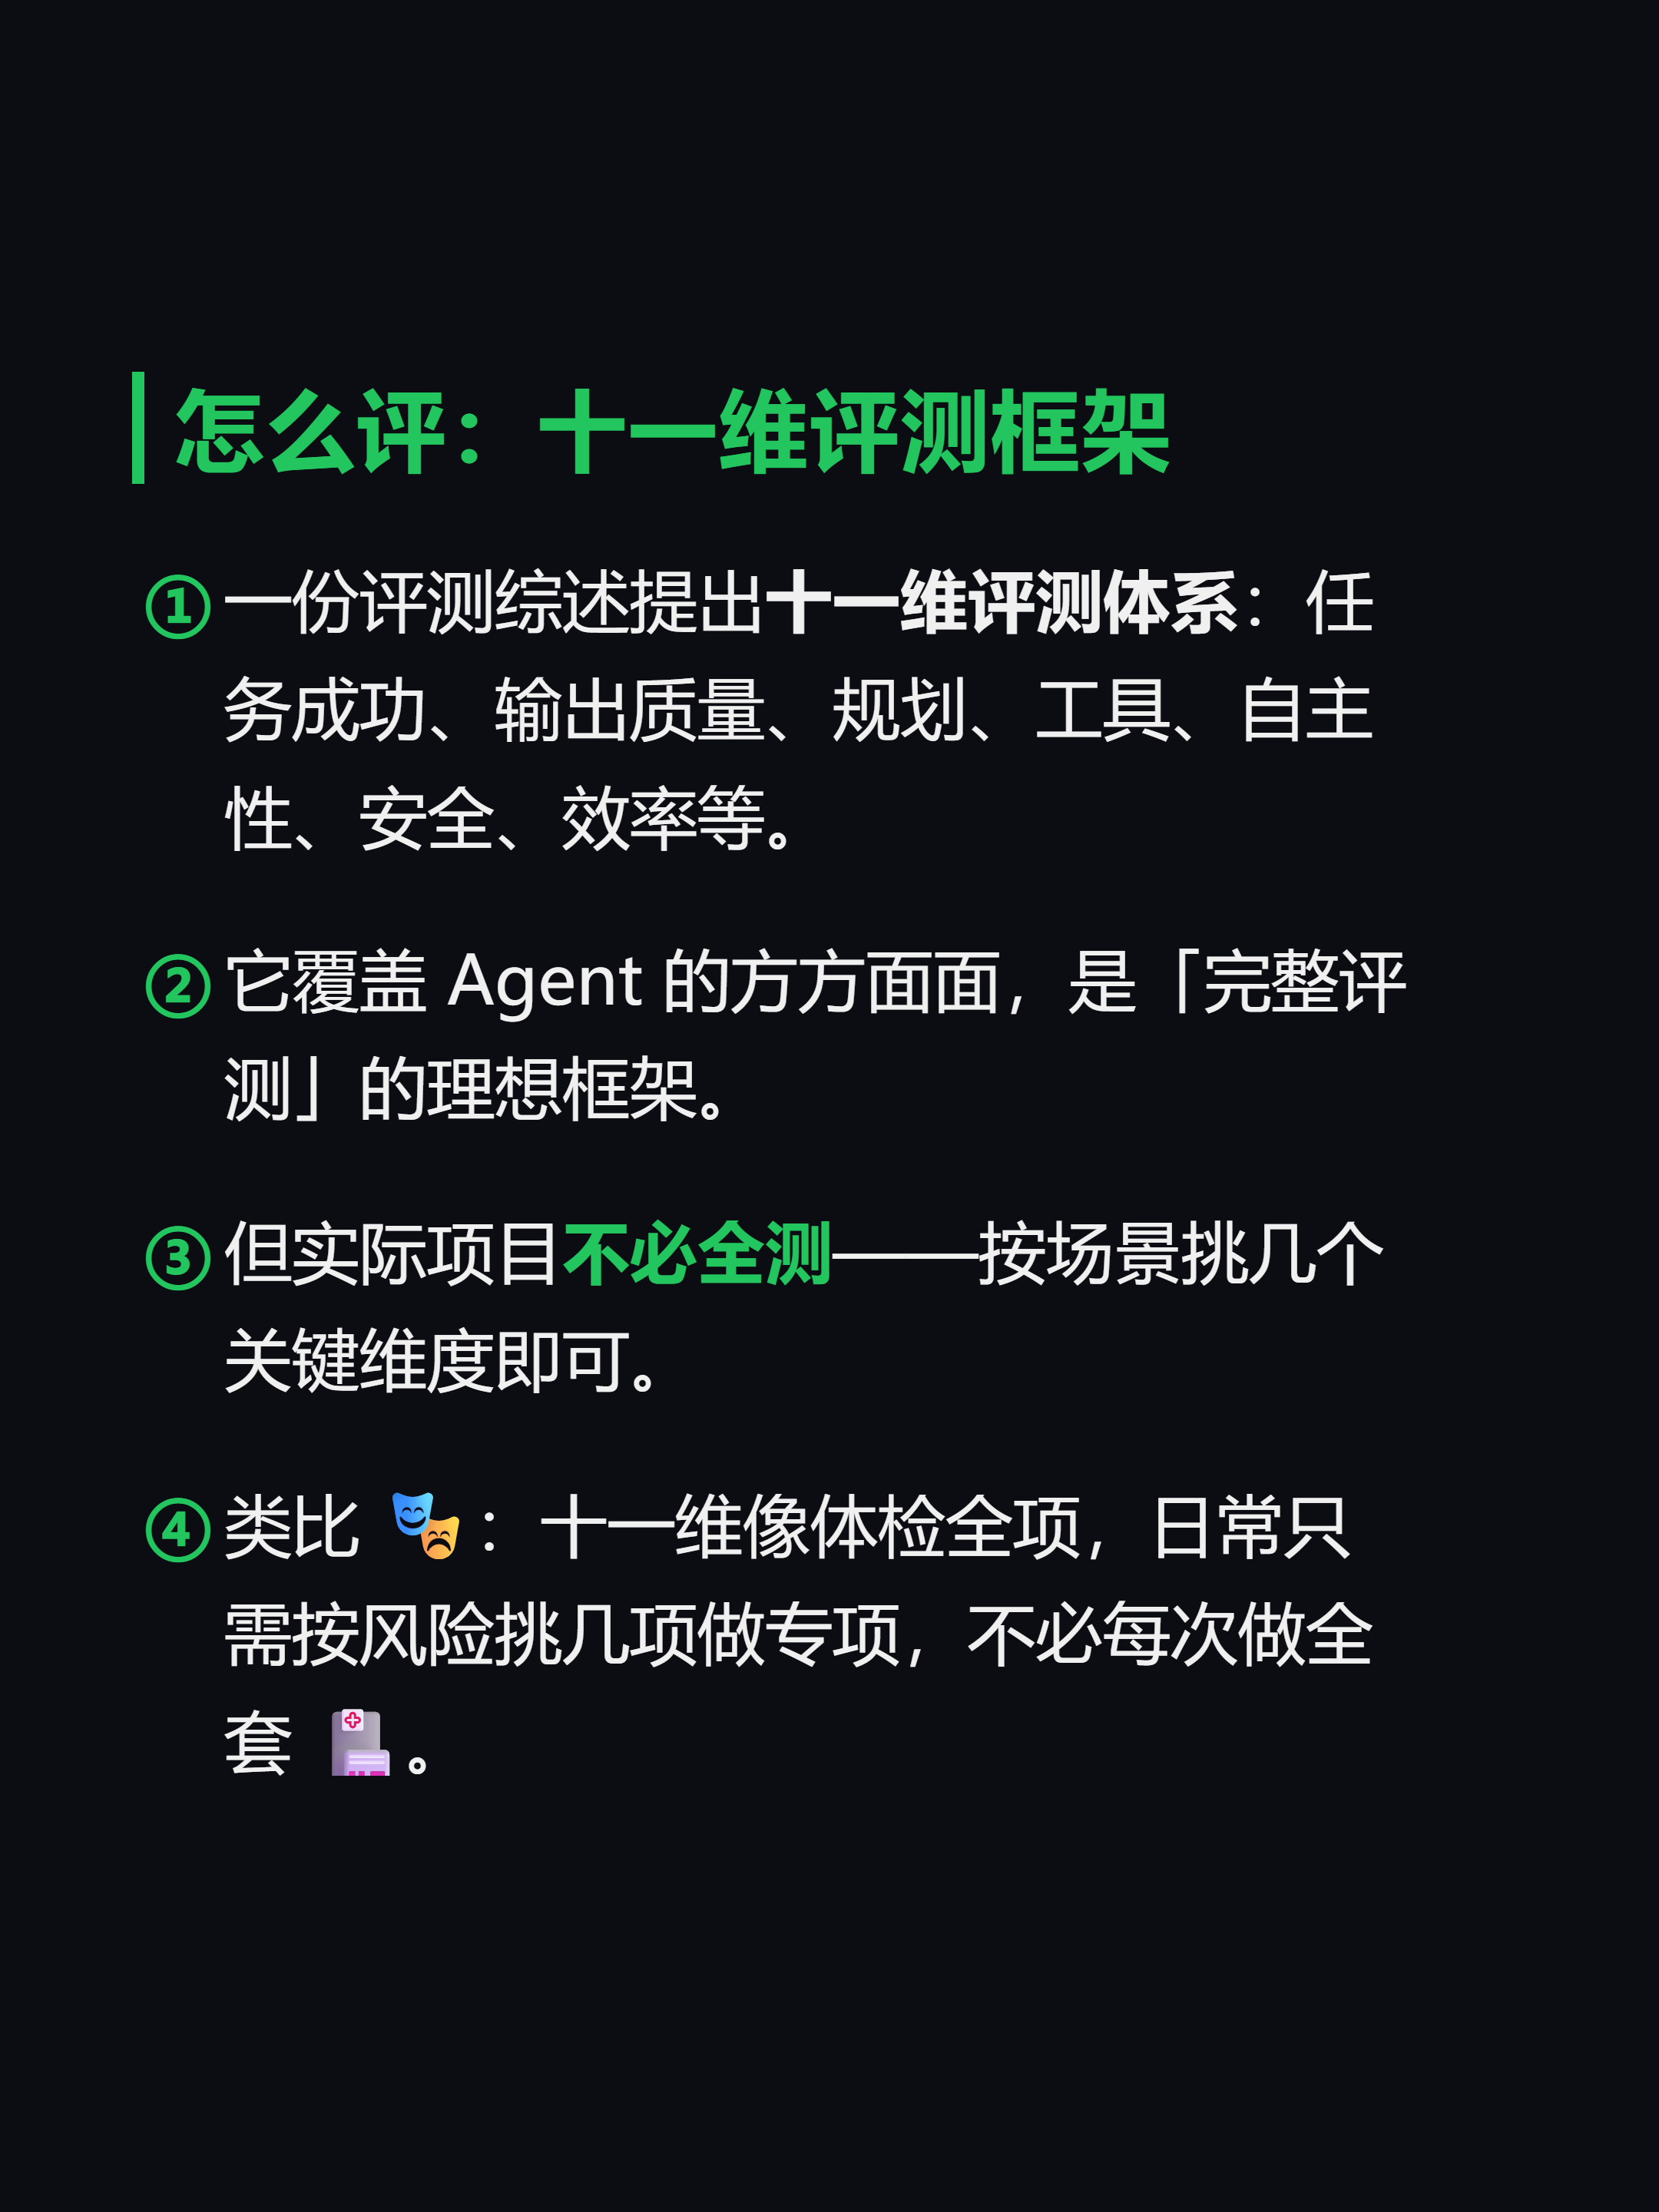 怎么评：十一维评测框架
① 一份评测综述提出十一维评测体系：任
务成功、输出质量、规划、工具、自主
性、安全、效率等。
② 它覆盖 Agent 的方方面面，是「完整评
测」的理想框架。
③ 但实际项目不必全测——按场景挑几个
关键维度即可。
④ 类比 🎭：十一维像体检全项，日常只
需按风险挑几项做专项，不必每次做全
套 🏥。